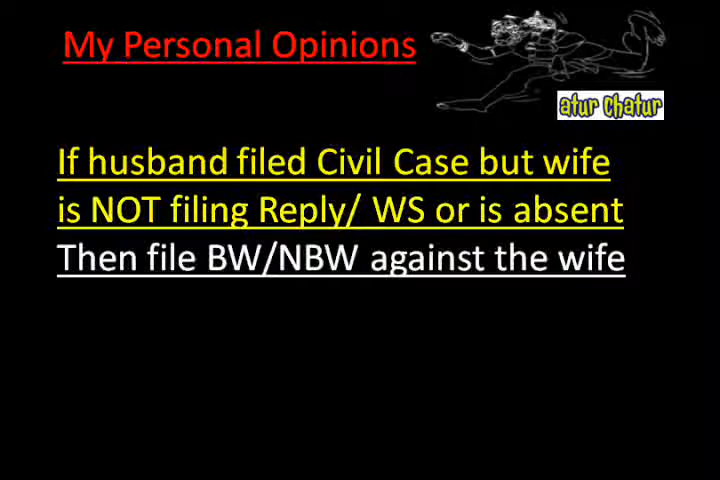 My Personal Opinions
atur chatur
If husband filed Civil Case but wife
is NOT filing Reply/ WS or is absent
Then file BW/NBW against the wife